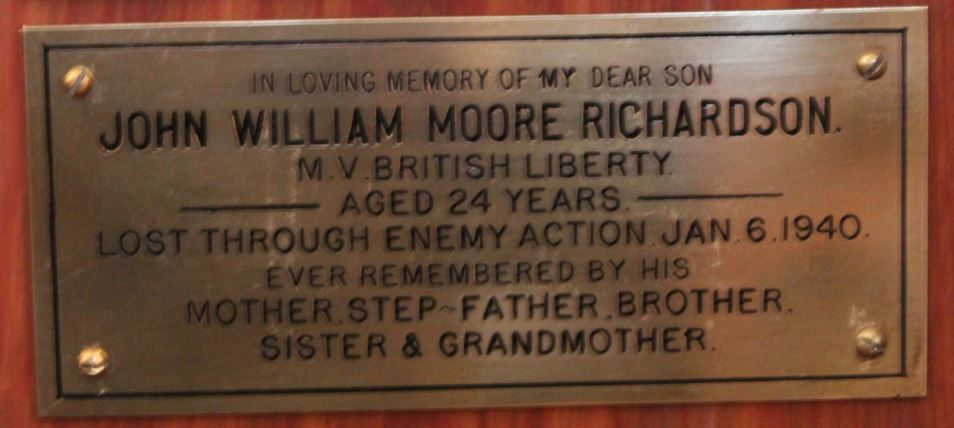 IN LOVING MEMORY OF MY DEAR SON
JOHN WILLIAM MOORE RICHARDSON.
M.V. BRITISH LIBERTY.
AGED 24 YEARS.
LOST THROUGH ENEMY ACTION. JAN. 6. 1940.
EVER REMEMBERED BY HIS
MOTHER. STEP~FATHER. BROTHER.
SISTER & GRANDMOTHER.